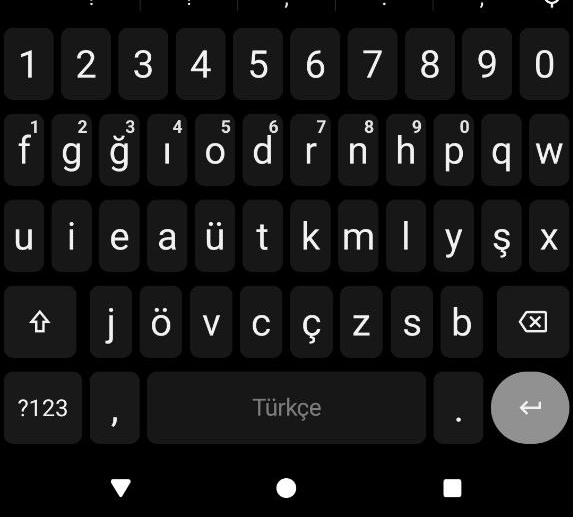 1 2 3 4 5 6 7 8 9 0
f1 g2 ğ3 ı4 o5 d6 r7 n8 h9 p0 q w
u i e a ü t k m l y ş x
j ö v c ç z s b
?123 , Türkçe .